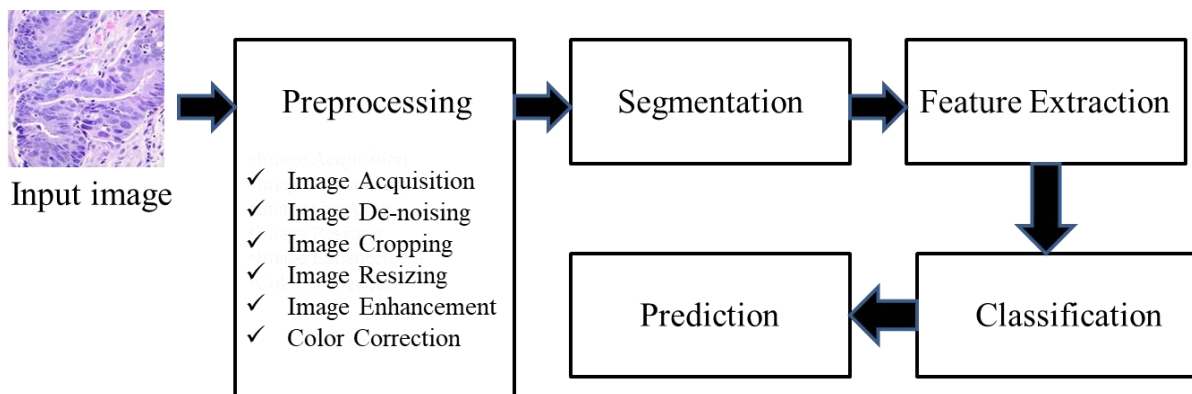 Input image
Preprocessing
✓ Image Acquisition
✓ Image De-noising
✓ Image Cropping
✓ Image Resizing
✓ Image Enhancement
✓ Color Correction
Segmentation
Feature Extraction
Classification
Prediction